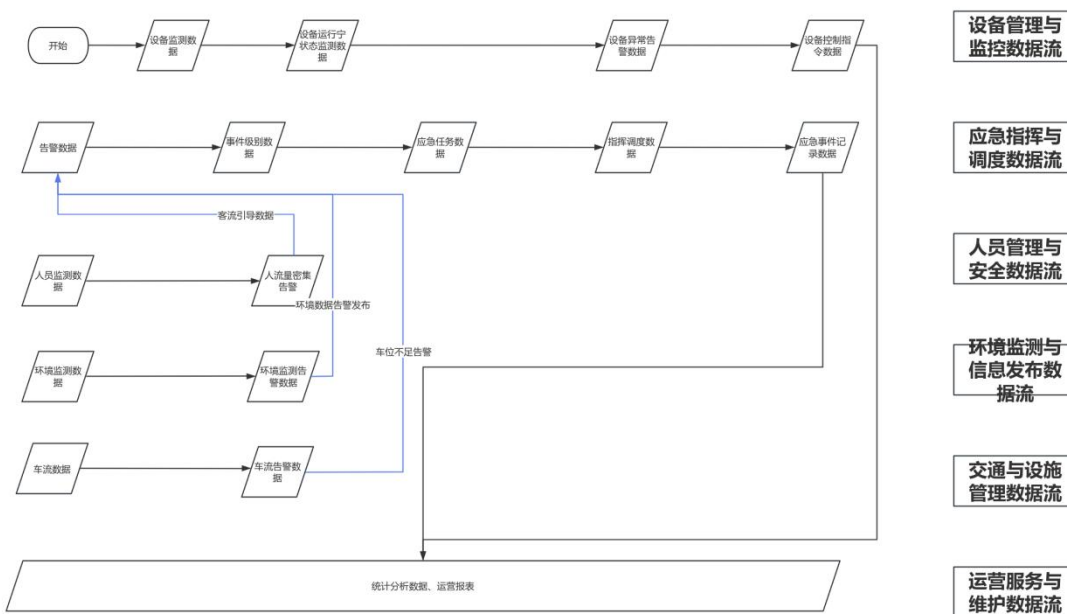 开始
设备监测数
据
设备运行宁
状态监测数
据
设备异常告
警数据
设备控制指
令数据
设备管理与
监控数据流
告警数据
事件级别数
据
应急任务数
据
指挥调度数
据
应急事件记
录数据
应急指挥与
调度数据流
客流引导数据
人员监测数
据
人流量密集
告警
人员管理与
安全数据流
环境数据告警发布
车位不足告警
环境监测数
据
环境监测告
警数据
环境监测与
信息发布数
据流
车流数据
车流告警数
据
交通与设施
管理数据流
统计分析数据、运营报表
运营服务与
维护数据流